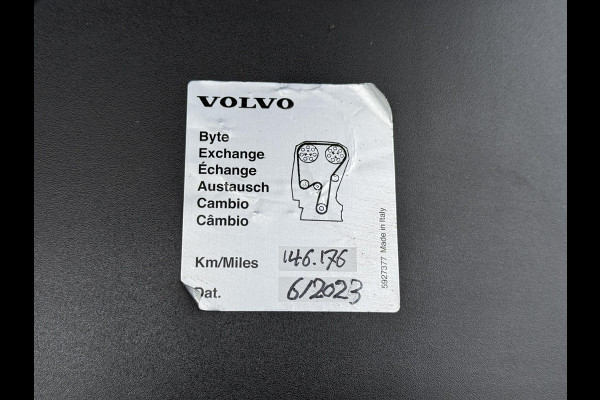 VOLVO
Byte
Exchange
Échange
Austausch
Cambio
Câmbio
Km/Miles 146.176
Dat. 6/2023
5927377 Made in Italy